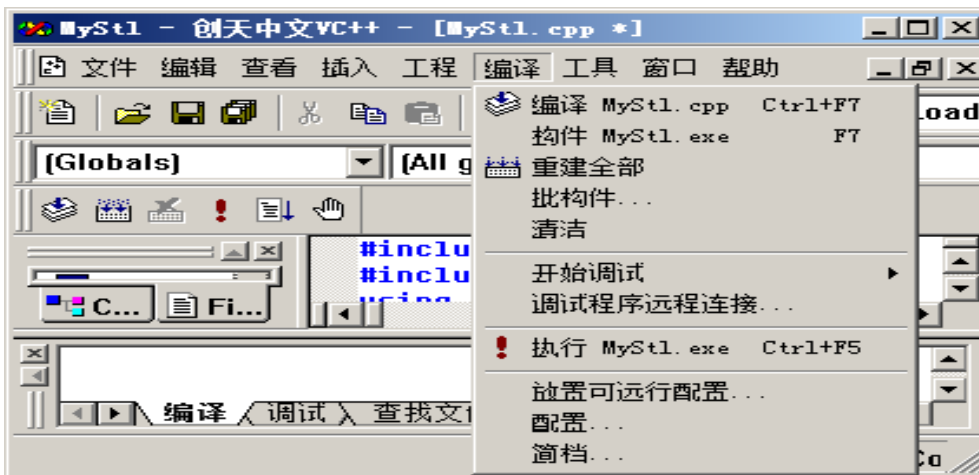 MyStl - 创天中文VC++ - [MyStl.cpp *]
文件 编辑 查看 插入 工程 编译 工具 窗口 帮助
(Globals) (All g
#inclu
#inclu
using
C... Fi...
编译 调试 查找文
编译 MyStl.cpp Ctrl+F7
构件 MyStl.exe F7
重建全部
批构件...
清洁
开始调试
调试程序远程连接...
执行 MyStl.exe Ctrl+F5
放置可远行配置...
配置...
简档...